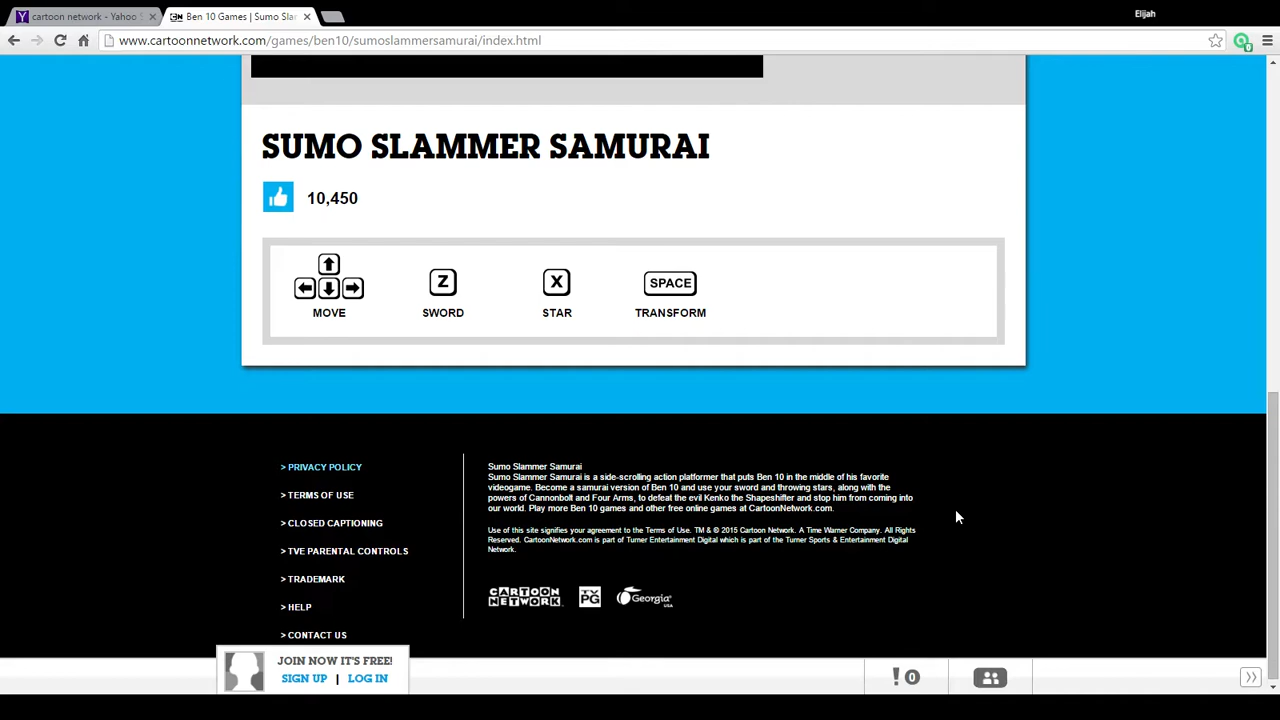 cartoon network - Yahoo S
Ben 10 Games | Sumo Slam
Elijah
www.cartoonnetwork.com/games/ben10/sumoslammersamurai/index.html
SUMO SLAMMER SAMURAI
10,450
Z
X
SPACE
MOVE
SWORD
STAR
TRANSFORM
> PRIVACY POLICY
> TERMS OF USE
> CLOSED CAPTIONING
> TVE PARENTAL CONTROLS
> TRADEMARK
> HELP
> CONTACT US
Sumo Slammer Samurai
Sumo Slammer Samurai is a side-scrolling action platformer that puts Ben 10 in the middle of his favorite
videogame. Become a samurai version of Ben 10 and use your sword and throwing stars, along with the
powers of Cannonbolt and Four Arms, to defeat the evil Kenko the Shapeshifter and stop him from coming into
our world. Play more Ben 10 games and other free online games at CartoonNetwork.com.
Use of this site signifies your agreement to the Terms of Use. TM & © 2015 Cartoon Network. A Time Warner Company. All Rights
Reserved. CartoonNetwork.com is part of Turner Entertainment Digital which is part of the Turner Sports & Entertainment Digital
Network.
CARTOON
NETWORK
TV
PG
Georgia
USA
JOIN NOW IT'S FREE!
SIGN UP | LOG IN
! 0